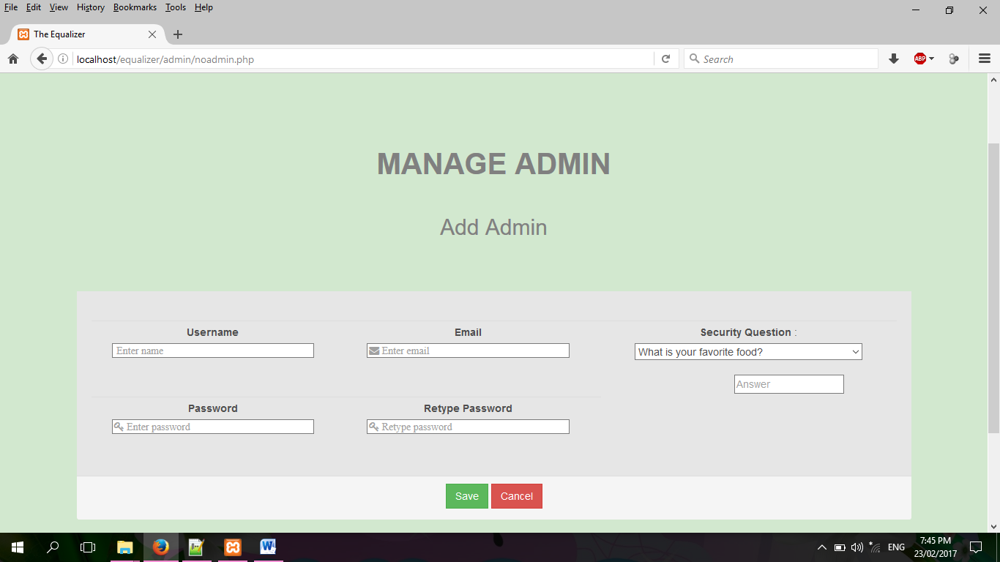 File Edit View History Bookmarks Tools Help
The Equalizer
localhost/equalizer/admin/noadmin.php
Search
ABP
MANAGE ADMIN
Add Admin
Username Email Security Question :
Enter name Enter email What is your favorite food?
Answer
Password Retype Password
Enter password Retype password
Save Cancel
ENG 7:45 PM
23/02/2017